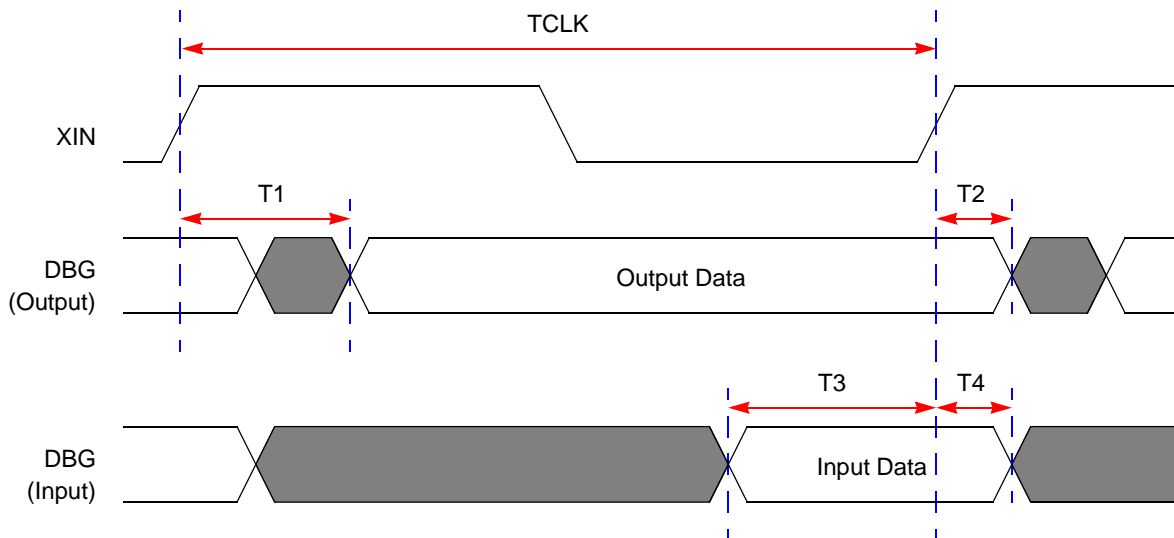 TCLK
XIN
T1
T2
DBG
(Output)
Output Data
T3
T4
DBG
(Input)
Input Data